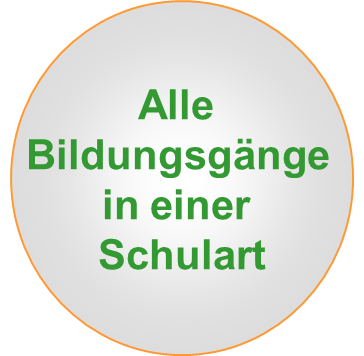 Alle
Bildungsgänge
in einer
Schulart